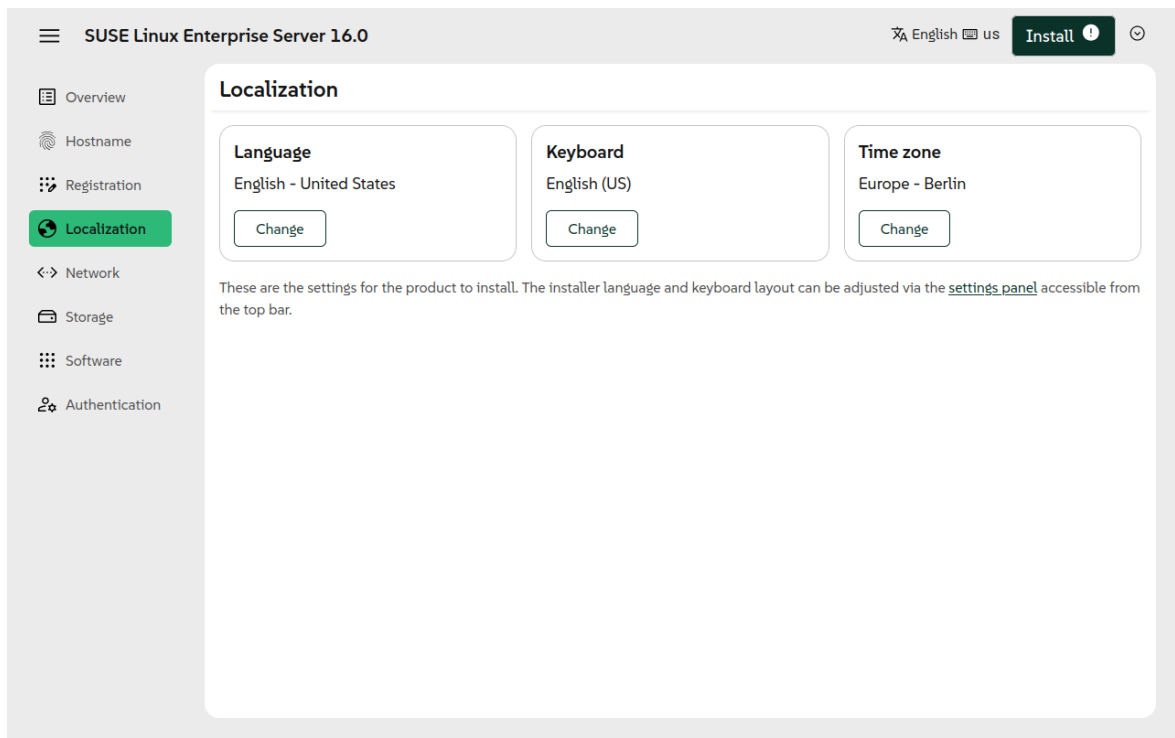 SUSE Linux Enterprise Server 16.0
English us
Install
Overview
Hostname
Registration
Localization
Network
Storage
Software
Authentication
Localization
Language
English - United States
Change
Keyboard
English (US)
Change
Time zone
Europe - Berlin
Change
These are the settings for the product to install. The installer language and keyboard layout can be adjusted via the settings panel accessible from
the top bar.